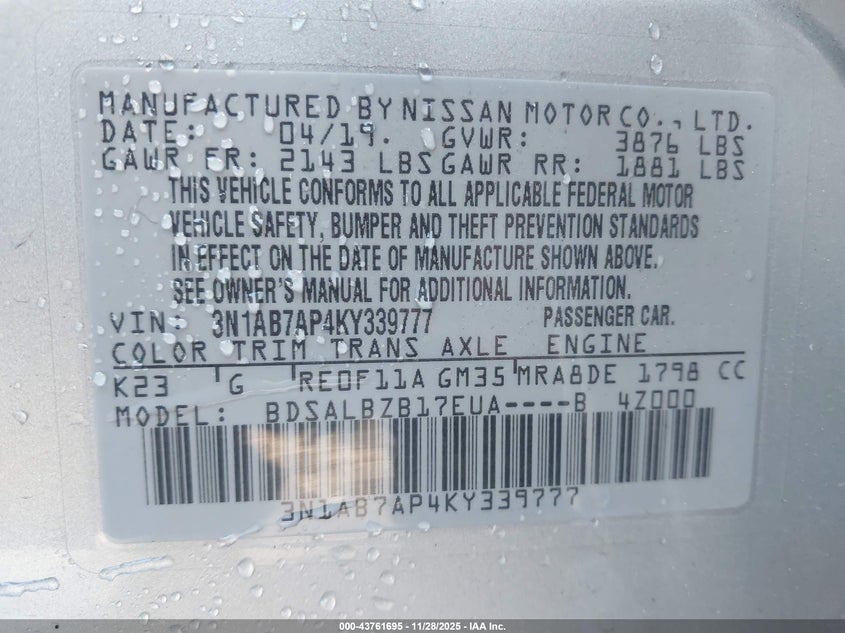 MANUFACTURED BY NISSAN MOTOR CO., LTD.
DATE: 04/19. GVWR: 3876 LBS
GAWR FR: 2143 LBS GAWR RR: 1881 LBS
THIS VEHICLE CONFORMS TO ALL APPLICABLE FEDERAL MOTOR
VEHICLE SAFETY, BUMPER AND THEFT PREVENTION STANDARDS
IN EFFECT ON THE DATE OF MANUFACTURE SHOWN ABOVE.
SEE OWNER'S MANUAL FOR ADDITIONAL INFORMATION.
VIN: 3N1AB7AP4KY339777 PASSENGER CAR.
COLOR TRIM TRANS AXLE ENGINE
K23 G RE0F11A GM35 MRA8DE 1798 CC
MODEL: BDSALBZB17EUA----B 4Z000
3N1AB7AP4KY339777
000-43761695 | 11/28/2025 | IAA Inc.